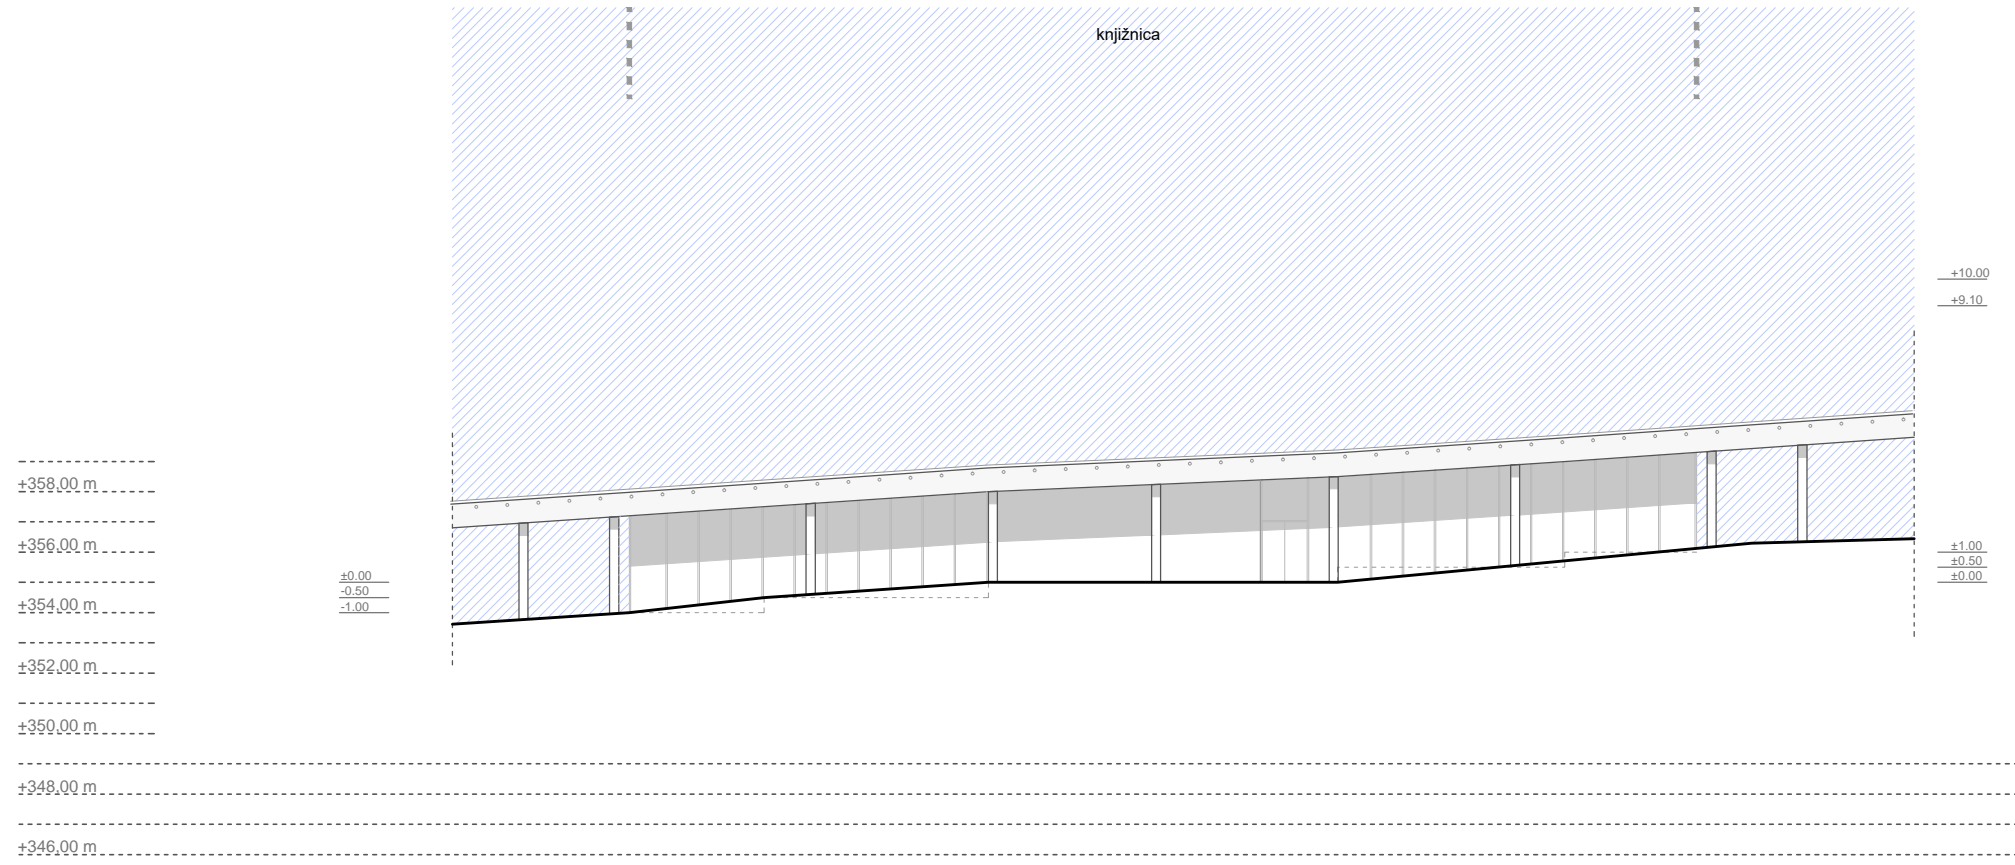 knjižnica
+10.00
+9.10
+358,00 m
+356,00 m
±1.00
±0.50
±0.00
±0.00
-0.50
-1.00
+354,00 m
+352,00 m
+350,00 m
+348,00 m
+346,00 m